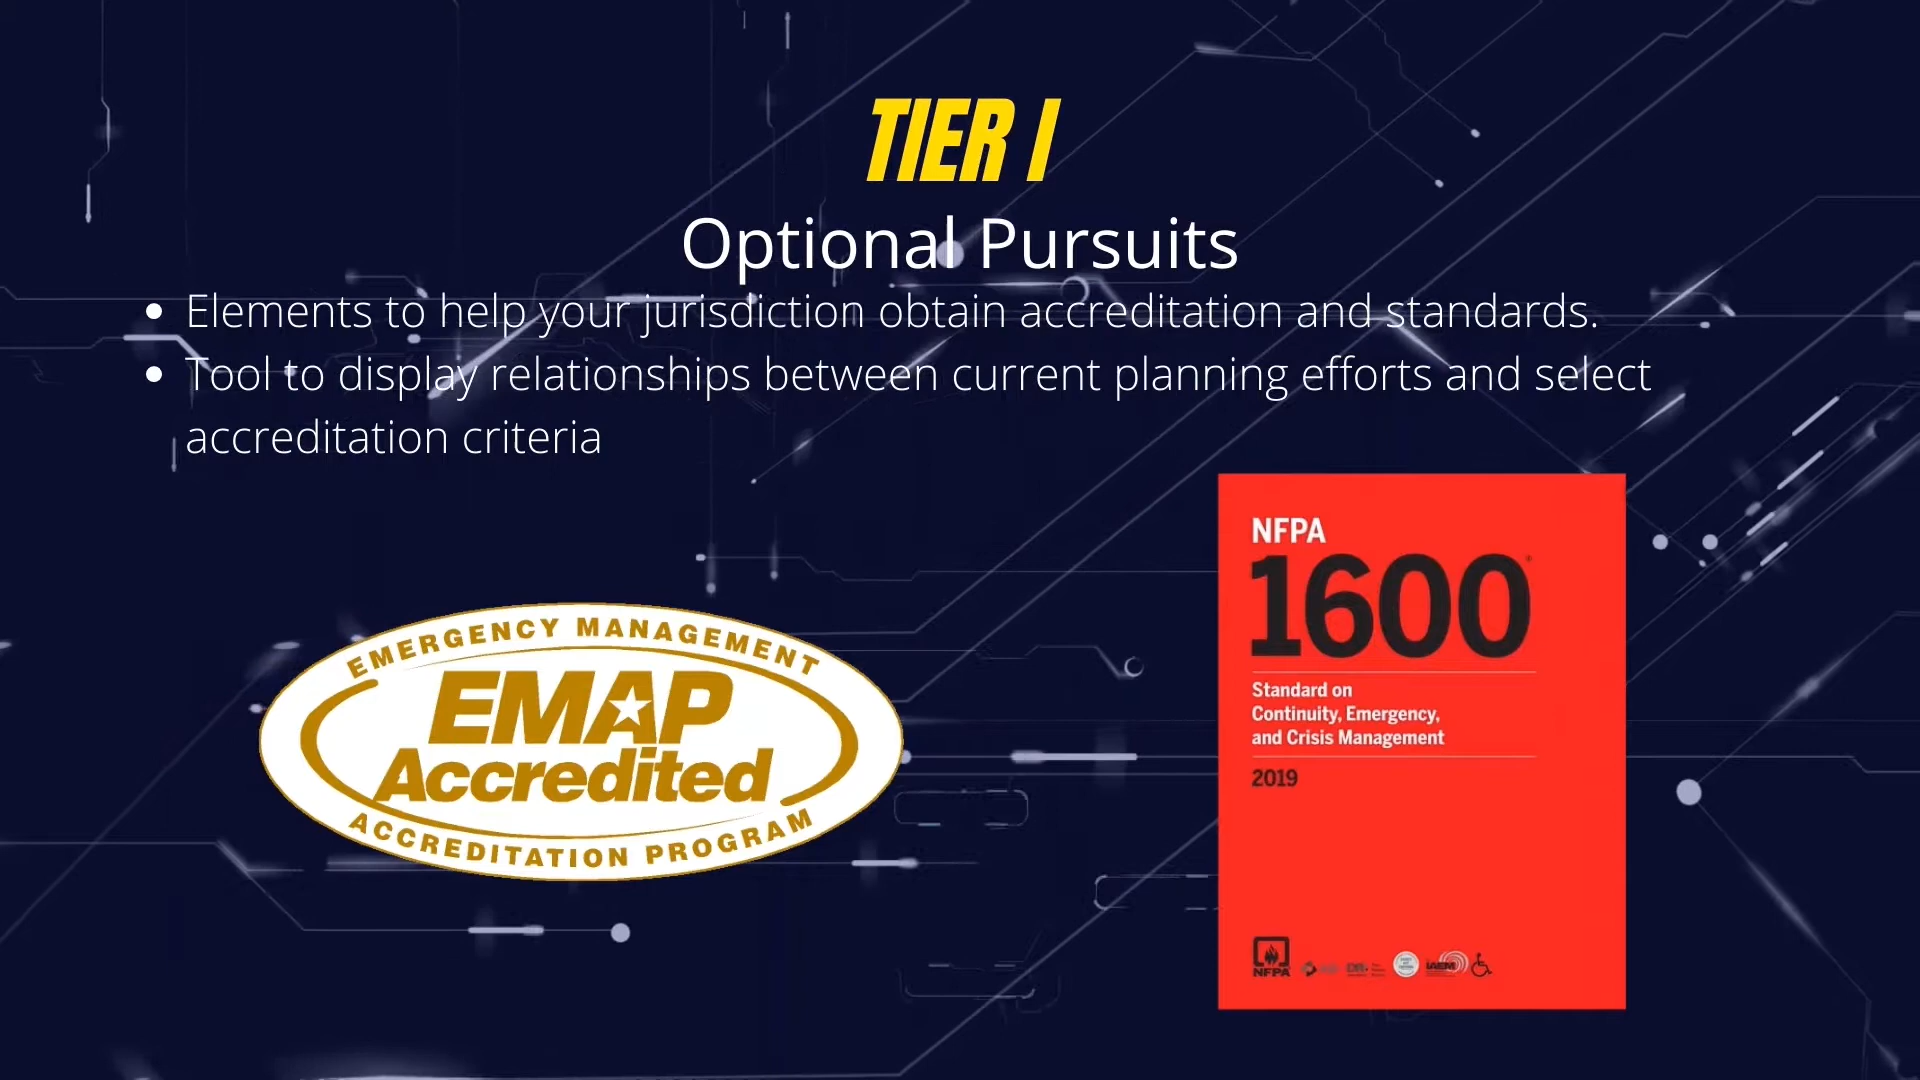 TIER I
Optional Pursuits
• Elements to help your jurisdiction obtain accreditation and standards.
• Tool to display relationships between current planning efforts and select
accreditation criteria
EMERGENCY MANAGEMENT
EMAP
Accredited
ACCREDITATION PROGRAM
NFPA
1600®
Standard on
Continuity, Emergency,
and Crisis Management
2019
NFPA
IAEM